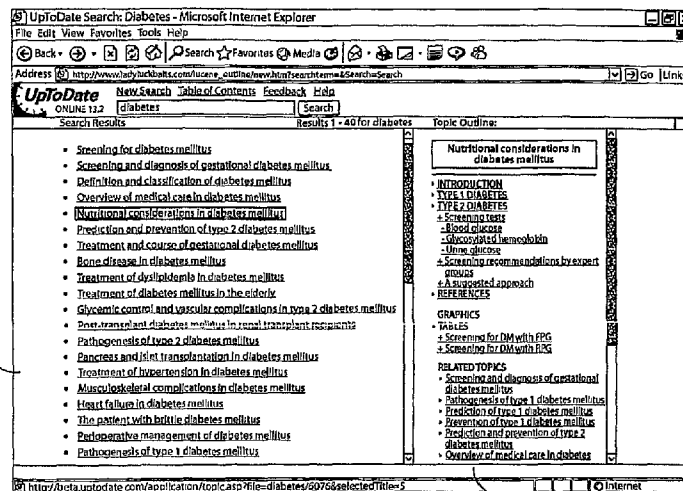 UpToDate Search: Diabetes - Microsoft Internet Explorer
File Edit View Favorites Tools Help
Back Search Favorites Media
Address http://www.ladyluckbaits.com/lucene_outline/new.htm?searchterm=&Search=Search Go Links
UpToDate New Search Table of Contents Feedback Help
ONLINE 13.2 diabetes Search
Search Results Results 1 - 40 for diabetes Topic Outline:
Sreening for diabetes mellitus
Screening and diagnosis of gestational diabetes mellitus
Definition and classification of diabetes mellitus
Overview of medical care in diabetes mellitus
Nutritional considerations in diabetes mellitus
Prediction and prevention of type 2 diabetes mellitus
Treatment and course of gestational diabetes mellitus
Bone disease in diabetes mellitus
Treatment of dyslipidemia in diabetes mellitus
Treatment of diabetes mellitus in the elderly
Glycemic control and vascular complications in type 2 diabetes mellitus
Post-transplant diabetes mellitus in renal transplant recipients
Pathogenesis of type 2 diabetes mellitus
Pancreas and islet transplantation in diabetes mellitus
Treatment of hypertension in diabetes mellitus
Musculoskeletal complications in diabetes mellitus
Heart failure in diabetes mellitus
The patient with brittle diabetes mellitus
Perioperative management of diabetes mellitus
Pathogenesis of type 1 diabetes mellitus
Nutritional considerations in
diabetes mellitus
INTRODUCTION
TYPE 1 DIABETES
TYPE 2 DIABETES
+ Screening tests
- Blood glucose
- Glycosylated hemoglobin
- Urine glucose
+ Screening recommendations by expert
groups
+ A suggested approach
REFERENCES
GRAPHICS
TABLES
+ Screening for DM with FPG
+ Screening for DM with RPG
RELATED TOPICS
Screening and diagnosis of gestational
diabetes mellitus
Pathogenesis of type 1 diabetes mellitus
Prediction of type 1 diabetes mellitus
Prevention of type 1 diabetes mellitus
Prediction and prevention of type 2
diabetes mellitus
Overview of medical care in diabetes
http://beta.uptodate.com/application/topic.asp?file=diabetes/6076&selectedTitle=5 Internet